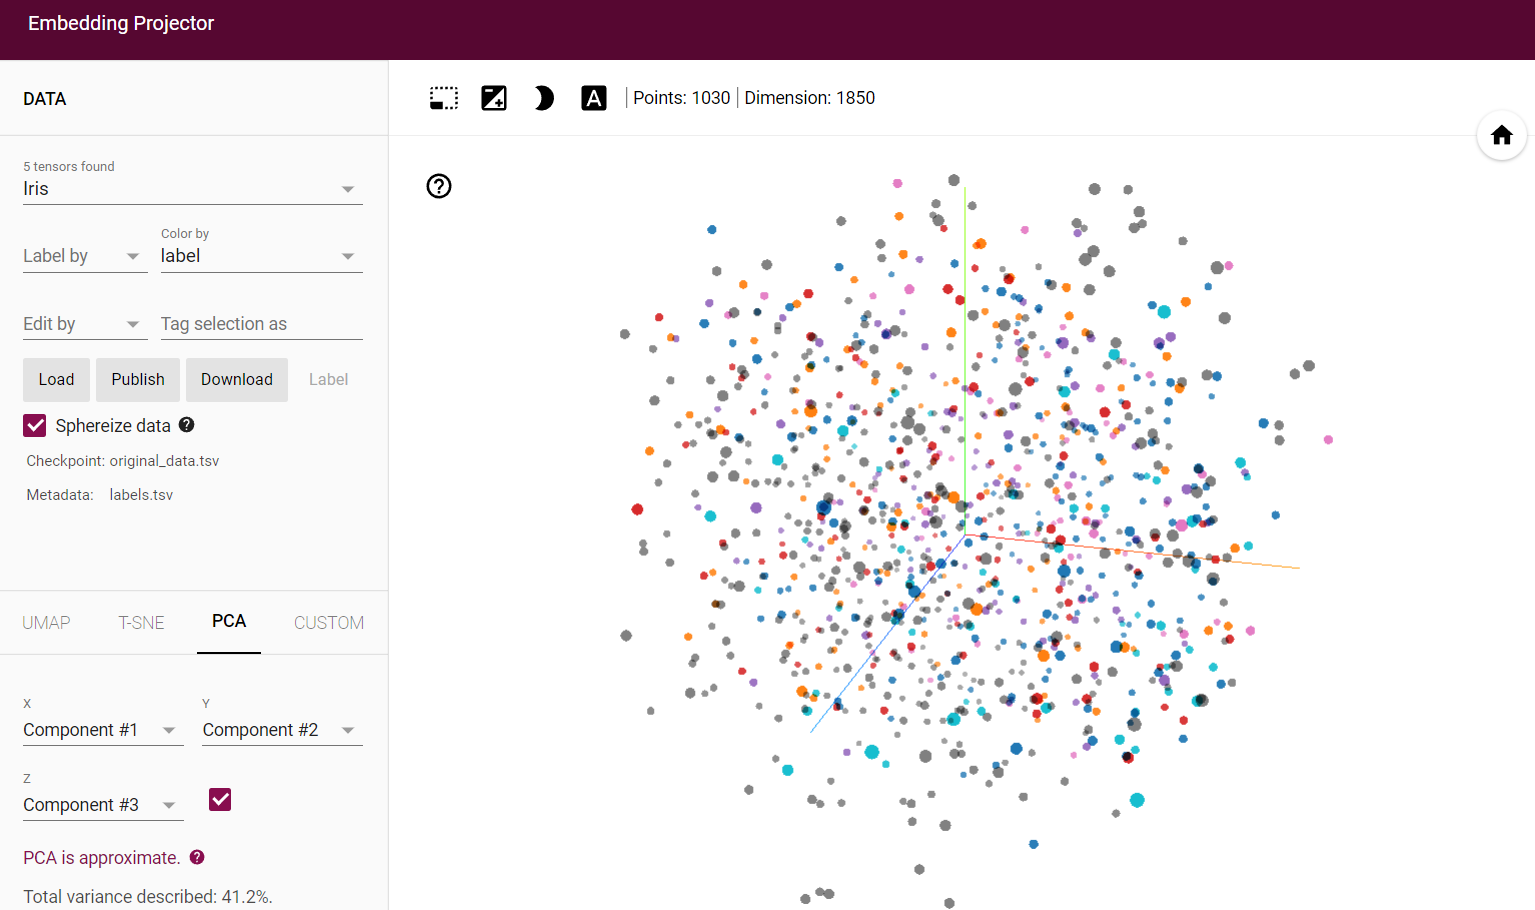 Embedding Projector
DATA
Points: 1030
Dimension: 1850
5 tensors found
Iris
Label by
Color by
label
Edit by
Tag selection as
Load
Publish
Download
Label
Sphereize data
Checkpoint: original_data.tsv
Metadata: labels.tsv
UMAP
T-SNE
PCA
CUSTOM
X
Component #1
Y
Component #2
Z
Component #3
PCA is approximate.
Total variance described: 41.2%.